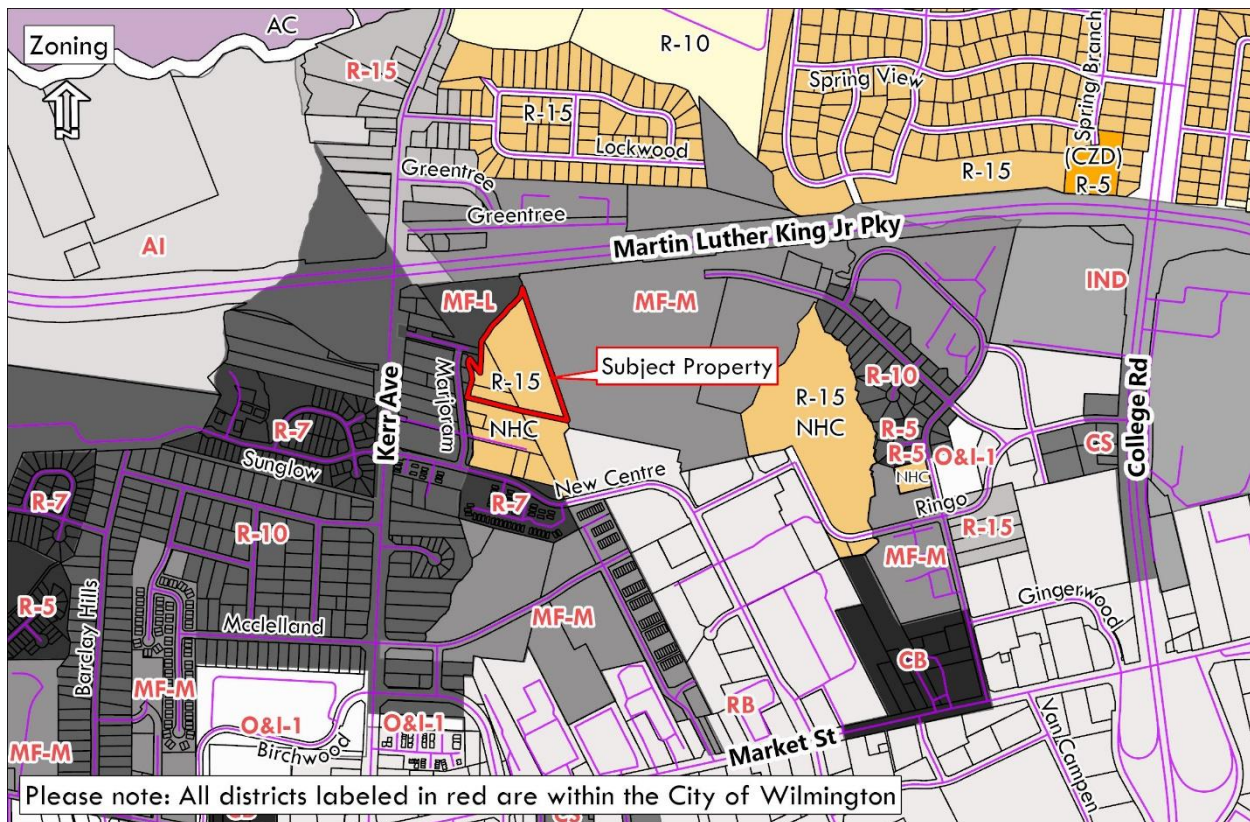 Zoning
N
AC
R-15
R-10
R-15
Lockwood
Spring View
Spring Branch
(CZD)
R-5
R-15
Greentree
Greentree
Martin Luther King Jr Pky
AI
MF-L
MF-M
IND
Subject Property
R-15
NHC
Marjoram
Kerr Ave
R-15
NHC
R-10
R-5
R-5
NHC
O&I-1
CS
College Rd
R-7
Sunglow
R-7
New Centre
Ringo
R-15
MF-M
R-7
R-10
R-5
Barclay Hills
Mcclelland
MF-M
MF-M
Gingerwood
CB
RB
Van Campen
Market St
O&I-1
Birchwood
O&I-1
MF-M
CS
Please note: All districts labeled in red are within the City of Wilmington